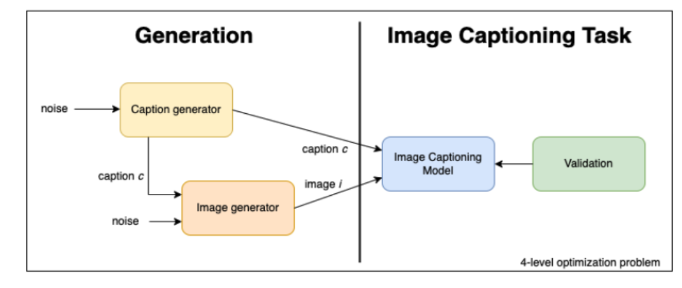 Generation
Image Captioning Task
noise
Caption generator
caption c
caption c
Image generator
noise
image i
Image Captioning
Model
Validation
4-level optimization problem